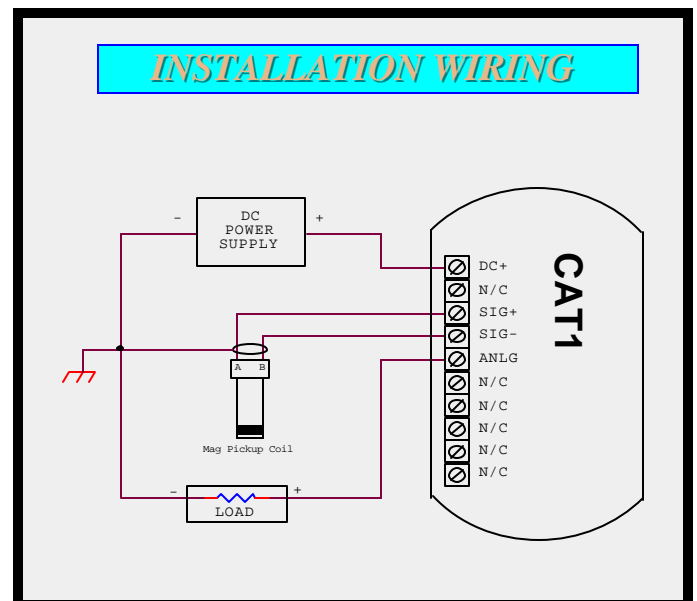 INSTALLATION WIRING
- DC +
POWER
SUPPLY
DC+
N/C
SIG+
SIG-
ANLG
N/C
N/C
N/C
N/C
N/C
CAT1
A B
Mag Pickup Coil
- +
LOAD